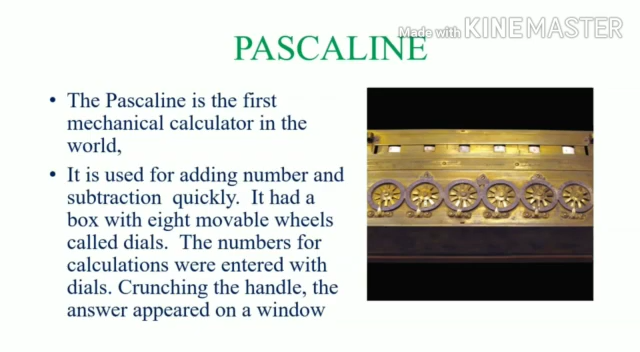 Made with KINEMASTER
PASCALINE
• The Pascaline is the first
mechanical calculator in the
world,
• It is used for adding number and
subtraction quickly. It had a
box with eight movable wheels
called dials. The numbers for
calculations were entered with
dials. Crunching the handle, the
answer appeared on a window